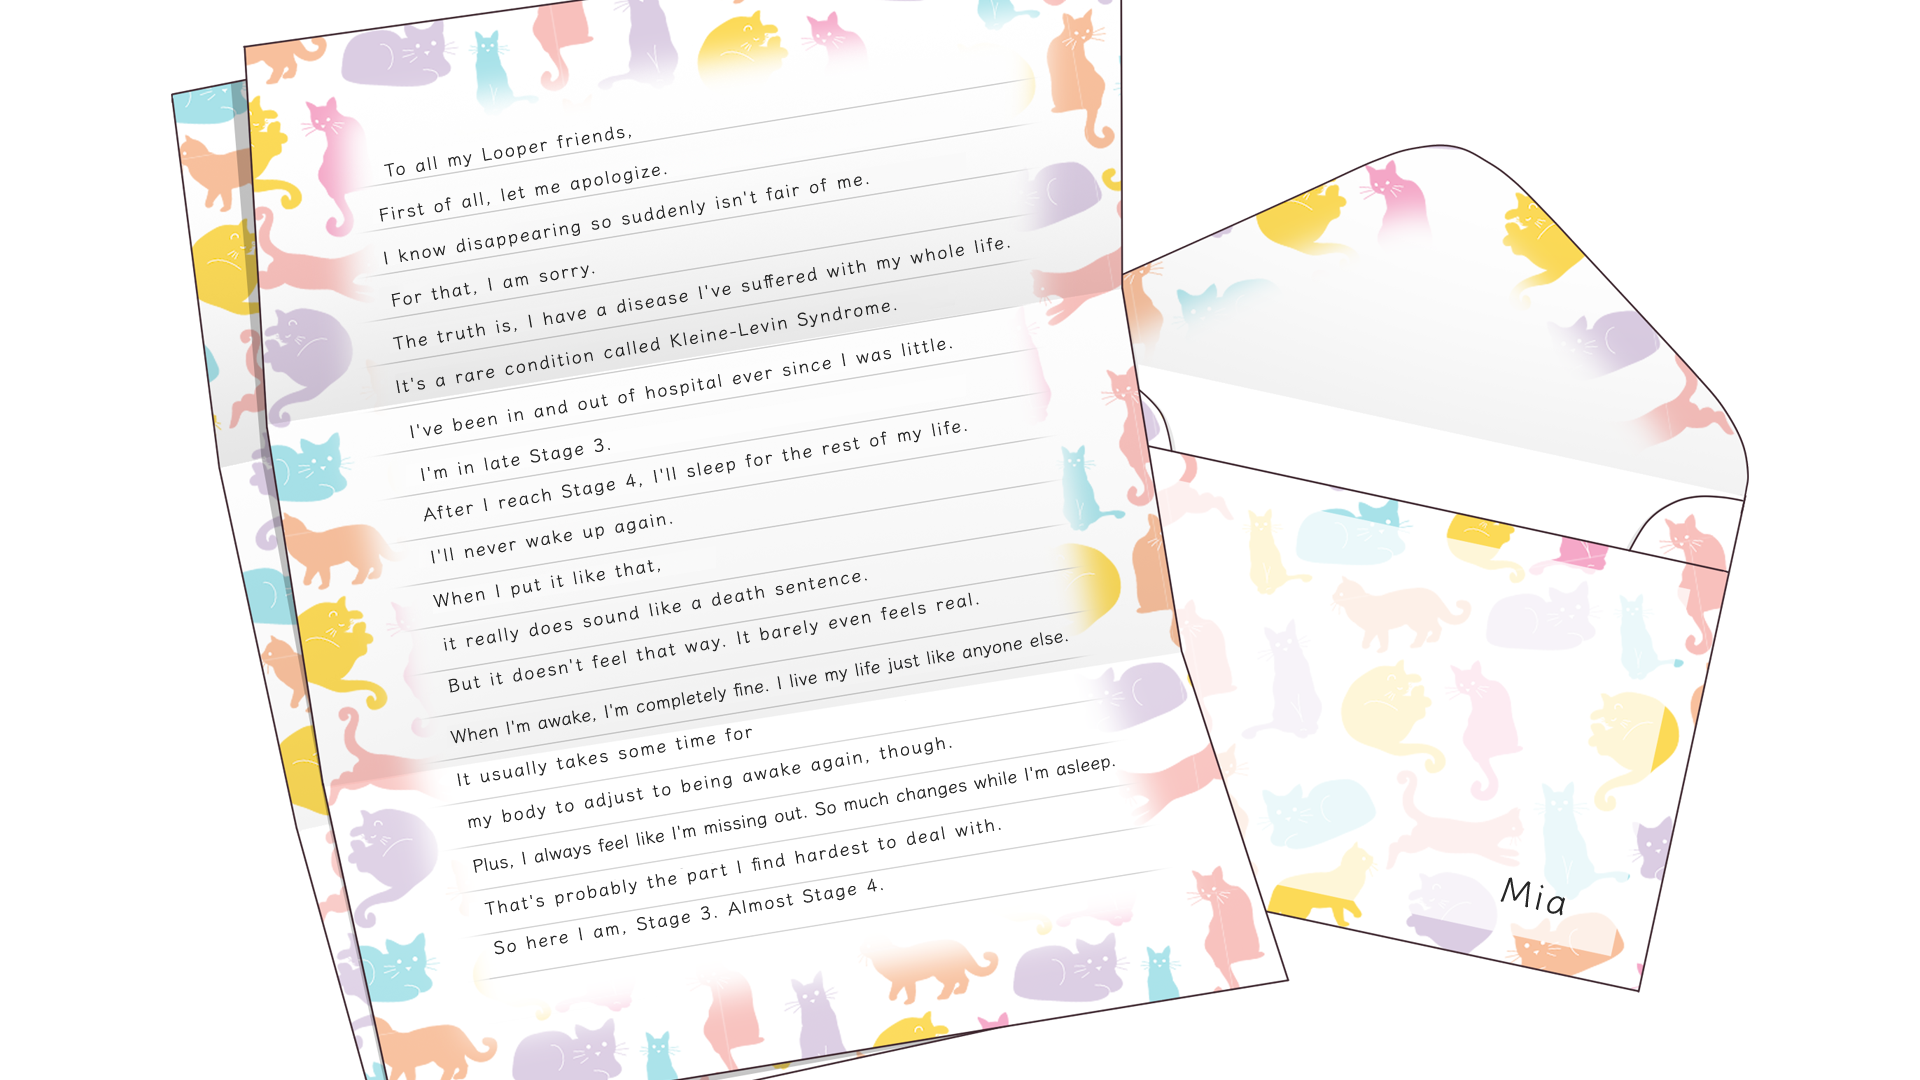 To all my Looper friends,
First of all, let me apologize.
I know disappearing so suddenly isn't fair of me.
For that, I am sorry.
The truth is, I have a disease I've suffered with my whole life.
It's a rare condition called Kleine-Levin Syndrome.
I've been in and out of hospital ever since I was little.
I'm in late Stage 3.
After I reach Stage 4, I'll sleep for the rest of my life.
I'll never wake up again.
When I put it like that,
it really does sound like a death sentence.
But it doesn't feel that way. It barely even feels real.
When I'm awake, I'm completely fine. I live my life just like anyone else.
It usually takes some time for
my body to adjust to being awake again, though.
Plus, I always feel like I'm missing out. So much changes while I'm asleep.
That's probably the part I find hardest to deal with.
So here I am, Stage 3. Almost Stage 4.
Mia